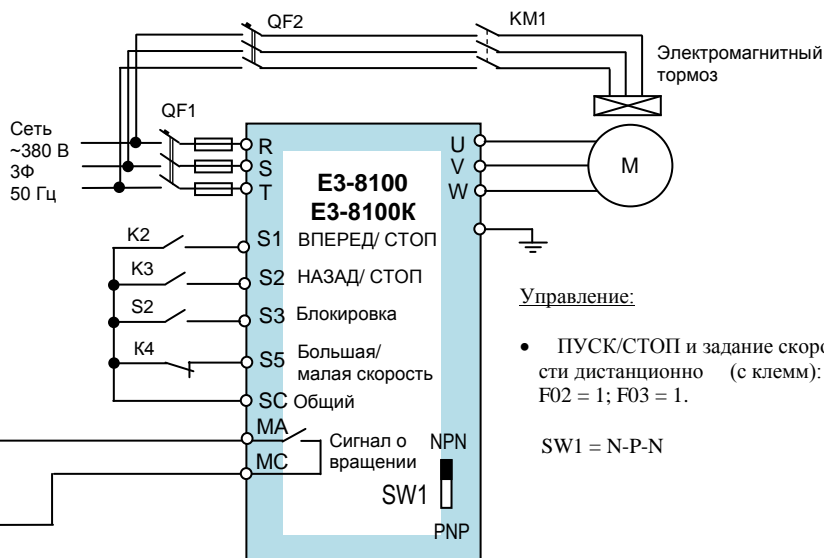 QF2
KM1
Электромагнитный
тормоз
QF1
Сеть
~380 В
3Ф
50 Гц
R
S
T
U
V
W
M
E3-8100
E3-8100К
K2
S1
ВПЕРЕД/ СТОП
K3
S2
НАЗАД/ СТОП
S2
S3
Блокировка
К4
S5
Большая/
малая скорость
SC
Общий
MA
MC
Сигнал о
вращении
NPN
SW1
PNP
Управление:
• ПУСК/СТОП и задание скоро
сти дистанционно (с клемм):
F02 = 1; F03 = 1.
SW1 = N-P-N